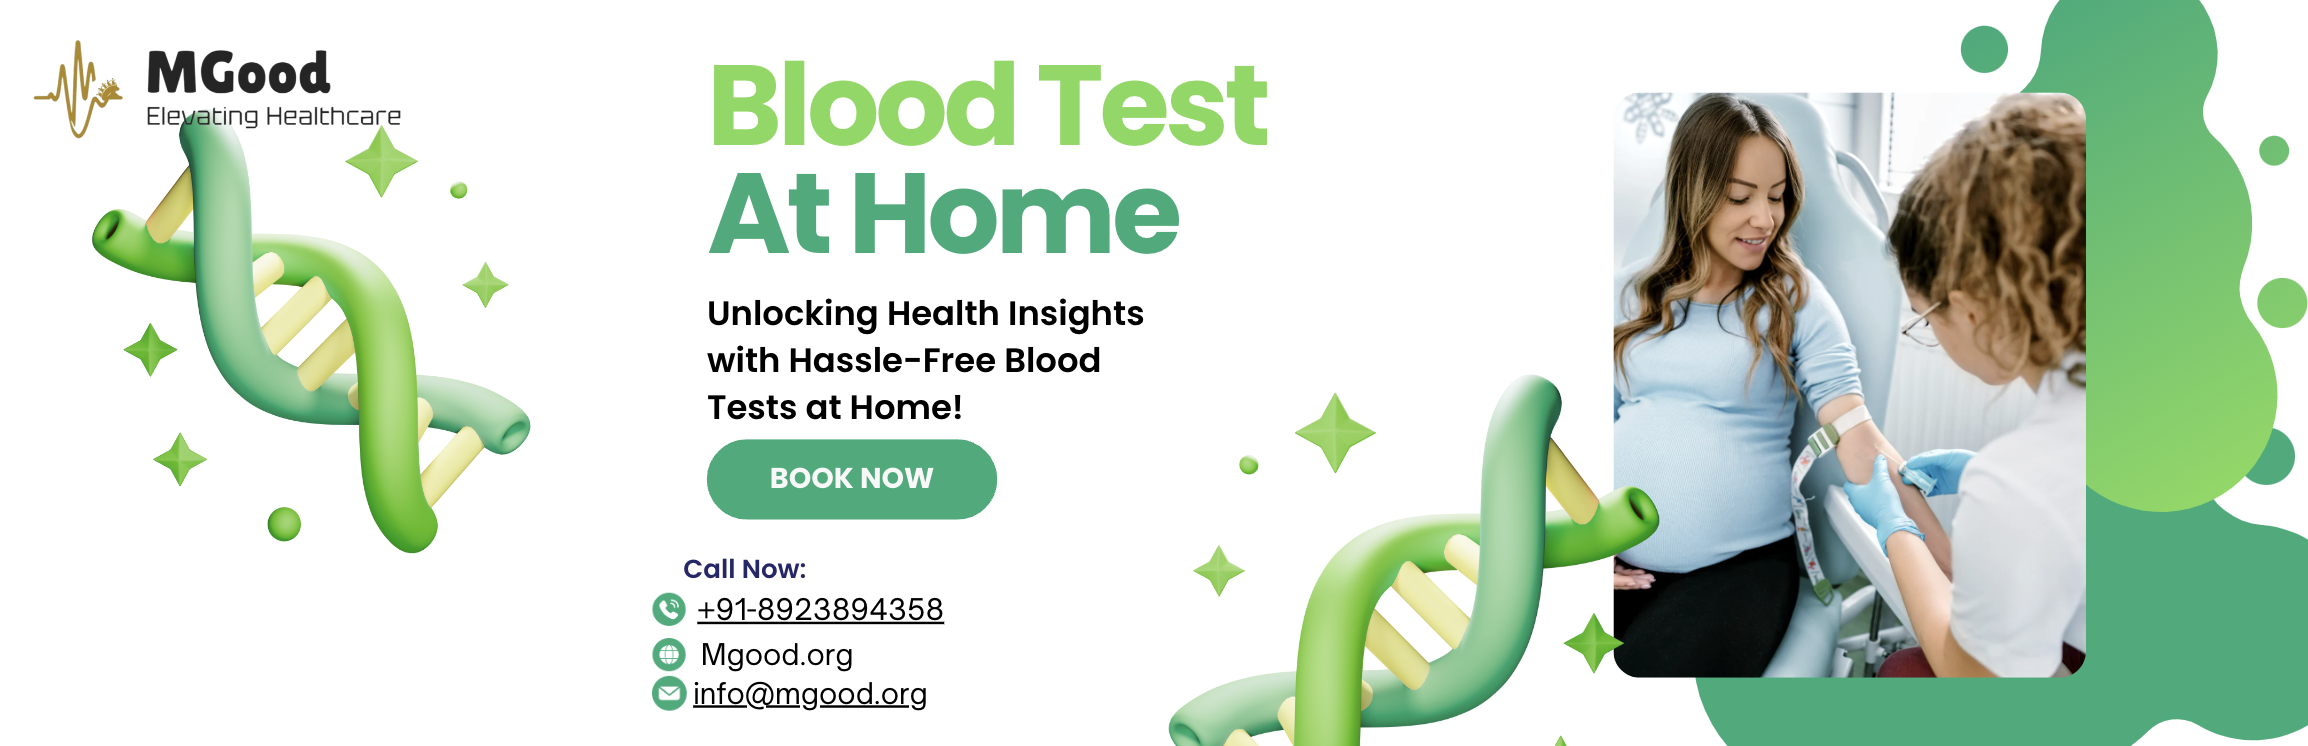 MGood
Elevating Healthcare
Blood Test
At Home
Unlocking Health Insights
with Hassle-Free Blood
Tests at Home!
BOOK NOW
Call Now:
+91-8923894358
Mgood.org
info@mgood.org